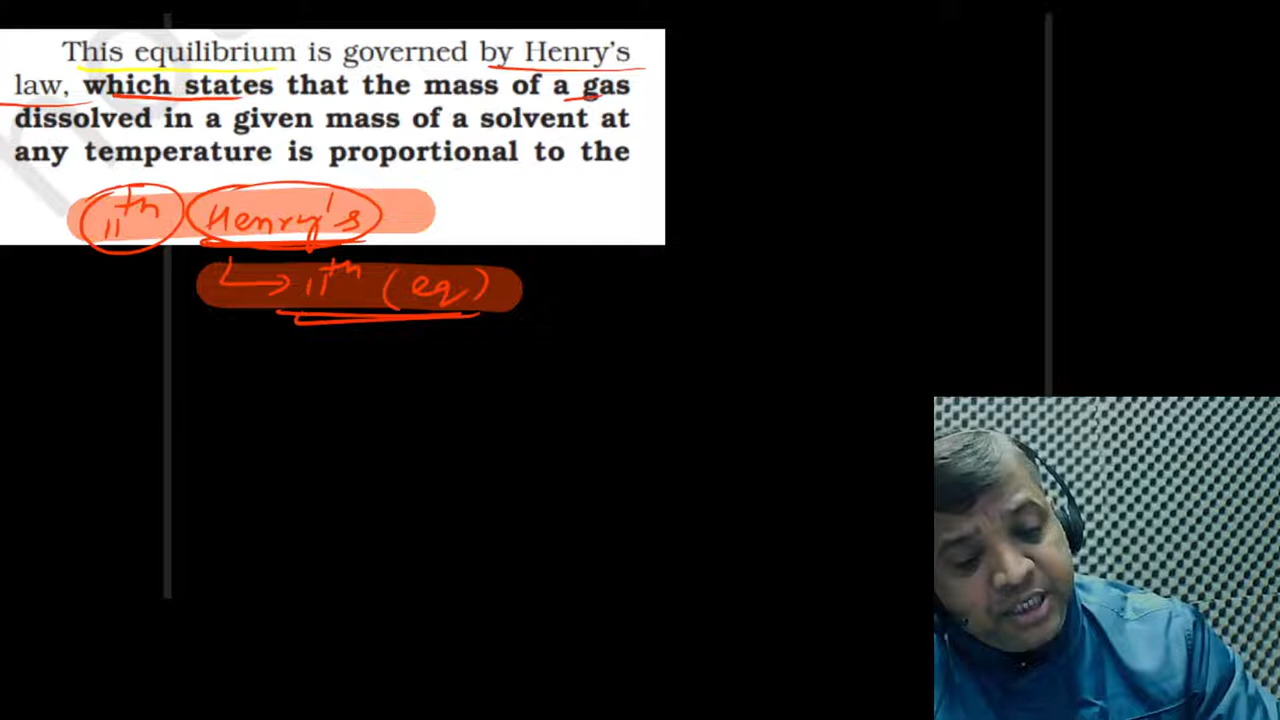 This equilibrium is governed by Henry's
law, which states that the mass of a gas
dissolved in a given mass of a solvent at
any temperature is proportional to the
11th Henry's
11th (eq)